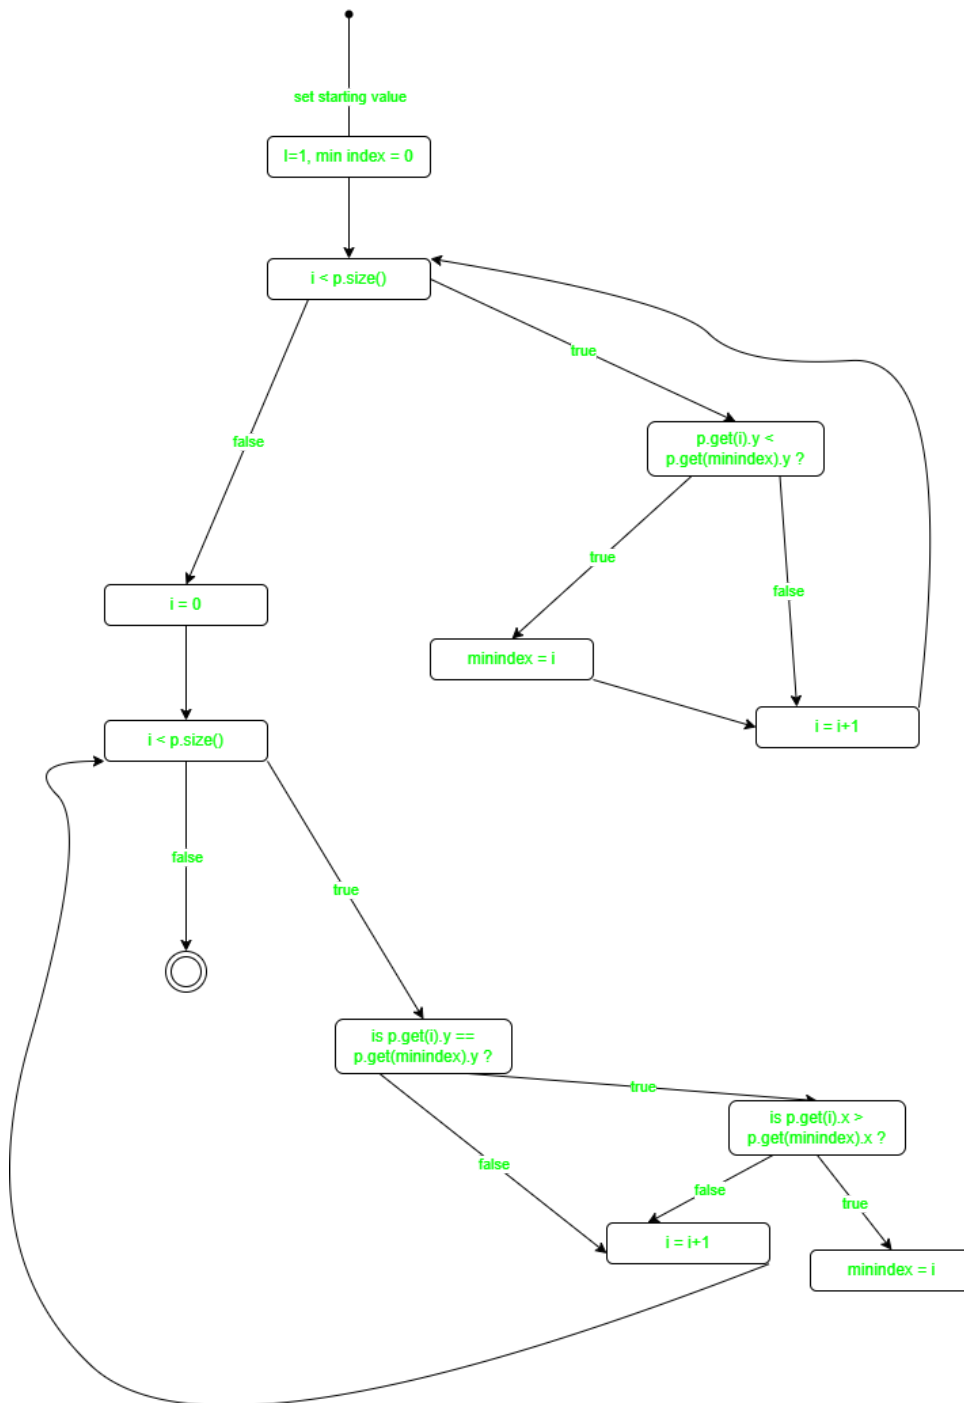 set starting value
I=1, min index = 0
i < p.size()
true
false
p.get(i).y <
p.get(minindex).y ?
true
false
i = 0
minindex = i
i = i+1
i < p.size()
false
true
is p.get(i).y ==
p.get(minindex).y ?
true
is p.get(i).x >
p.get(minindex).x ?
false
false
true
i = i+1
minindex = i